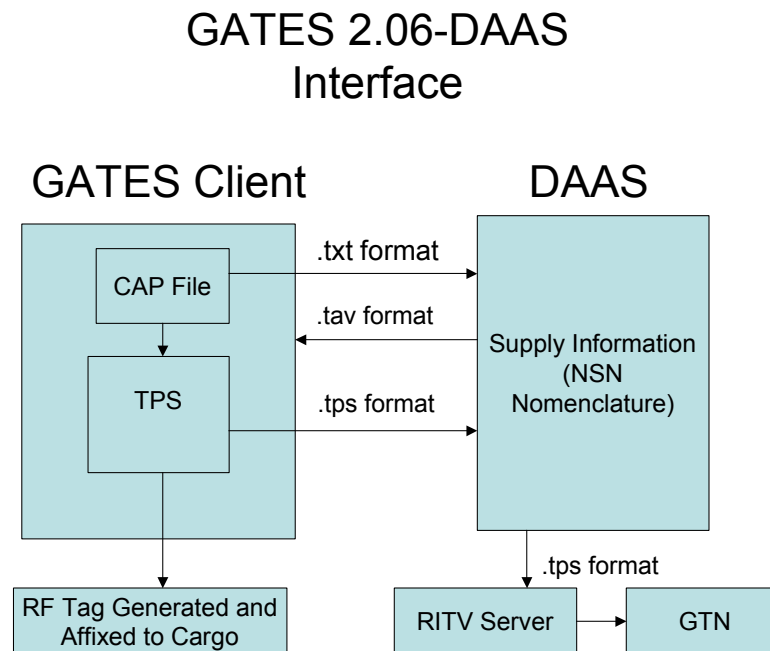 GATES 2.06-DAAS
Interface
GATES Client
DAAS
.txt format
CAP File
.tav format
Supply Information
(NSN
Nomenclature)
TPS
.tps format
.tps format
RF Tag Generated and
Affixed to Cargo
RITV Server
GTN